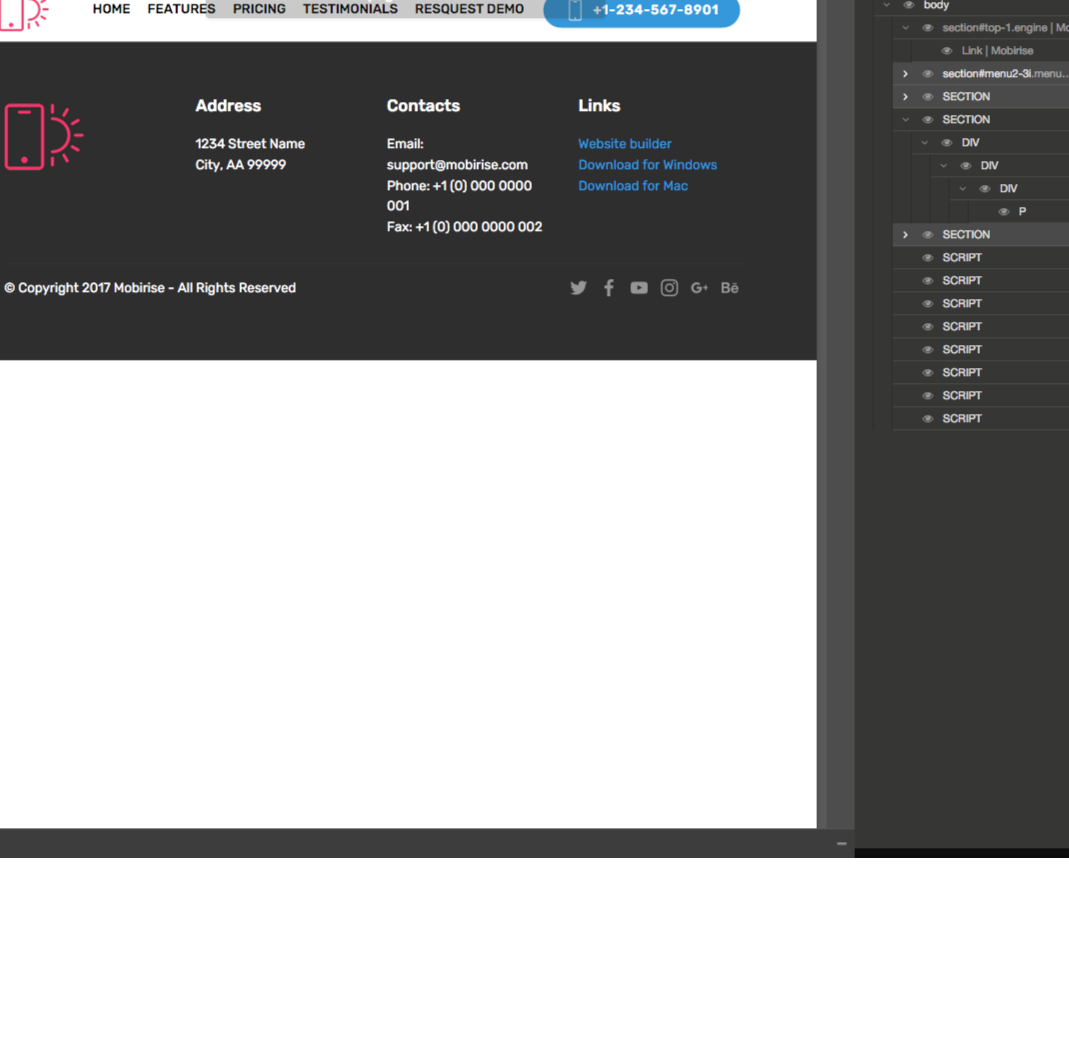 HOME FEATURES PRICING TESTIMONIALS RESQUEST DEMO +1-234-567-8901
Address
1234 Street Name
City, AA 99999
Contacts
Email:
support@mobirise.com
Phone: +1 (0) 000 0000
001
Fax: +1 (0) 000 0000 002
Links
Website builder
Download for Windows
Download for Mac
© Copyright 2017 Mobirise - All Rights Reserved
G+ Bē
body
section#top-1.engine | Mo
Link | Mobirise
section#menu2-3i.menu...
SECTION
SECTION
DIV
DIV
DIV
P
SECTION
SCRIPT
SCRIPT
SCRIPT
SCRIPT
SCRIPT
SCRIPT
SCRIPT
SCRIPT